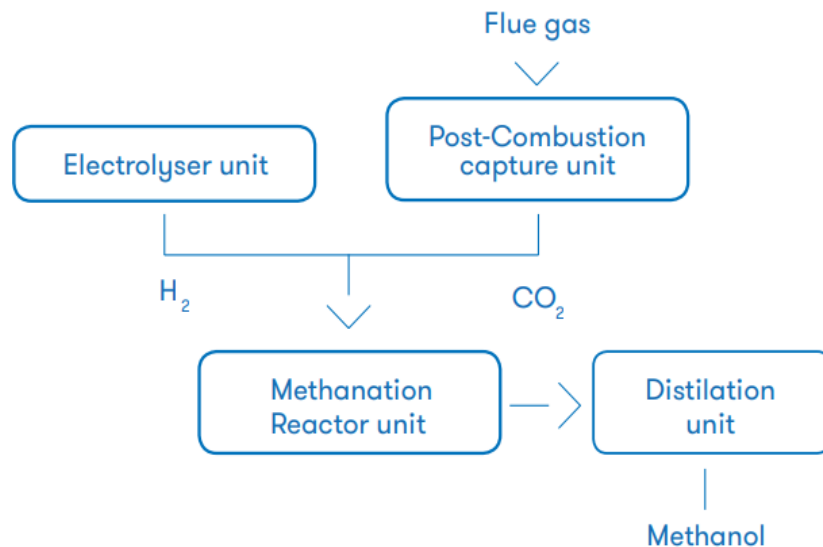 Flue gas
Electrolyser unit
Post-Combustion
capture unit
H₂
CO₂
Methanation
Reactor unit
Distilation
unit
Methanol